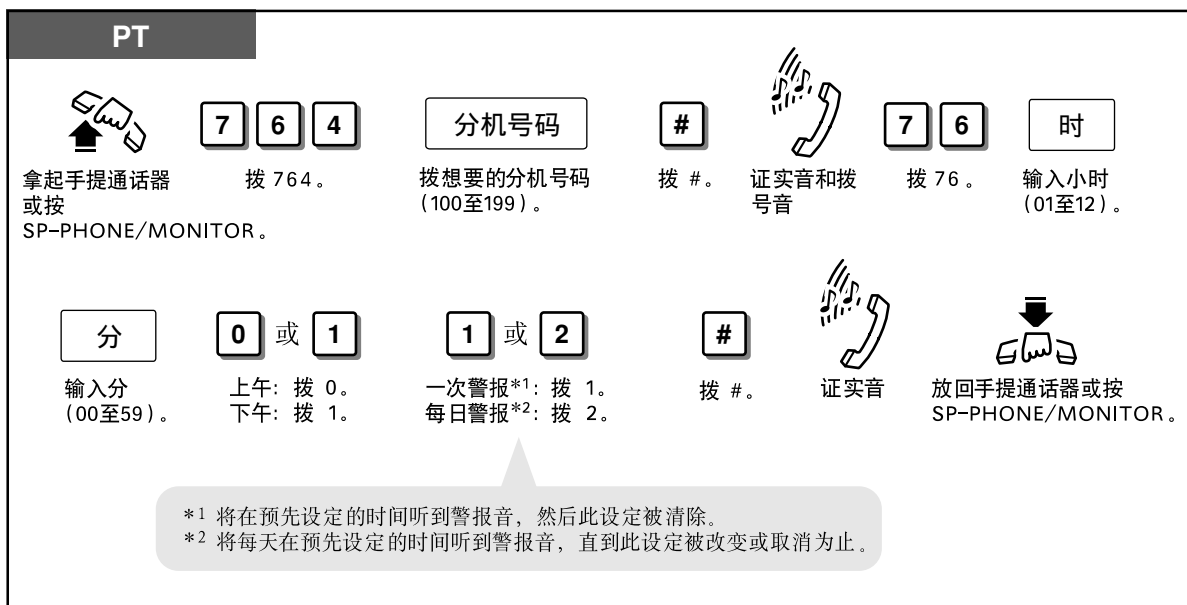 PT
7 6 4 分机号码 # 7 6 时
拿起手提通话器
或按
SP-PHONE/MONITOR。
拨 764。
拨想要的分机号码
(100至199)。
拨 #。
证实音和拨
号音
拨 76 。
输入小时
(01至12)。
分 0 或 1 1 或 2 #
输入分
(00至59)。
上午: 拨 0。
下午: 拨 1。
一次警报*1: 拨 1。
每日警报*2: 拨 2。
拨 #。
证实音
放回手提通话器或按
SP-PHONE/MONITOR。
*1 将在预先设定的时间听到警报音，然后此设定被清除。
*2 将每天在预先设定的时间听到警报音，直到此设定被改变或取消为止。